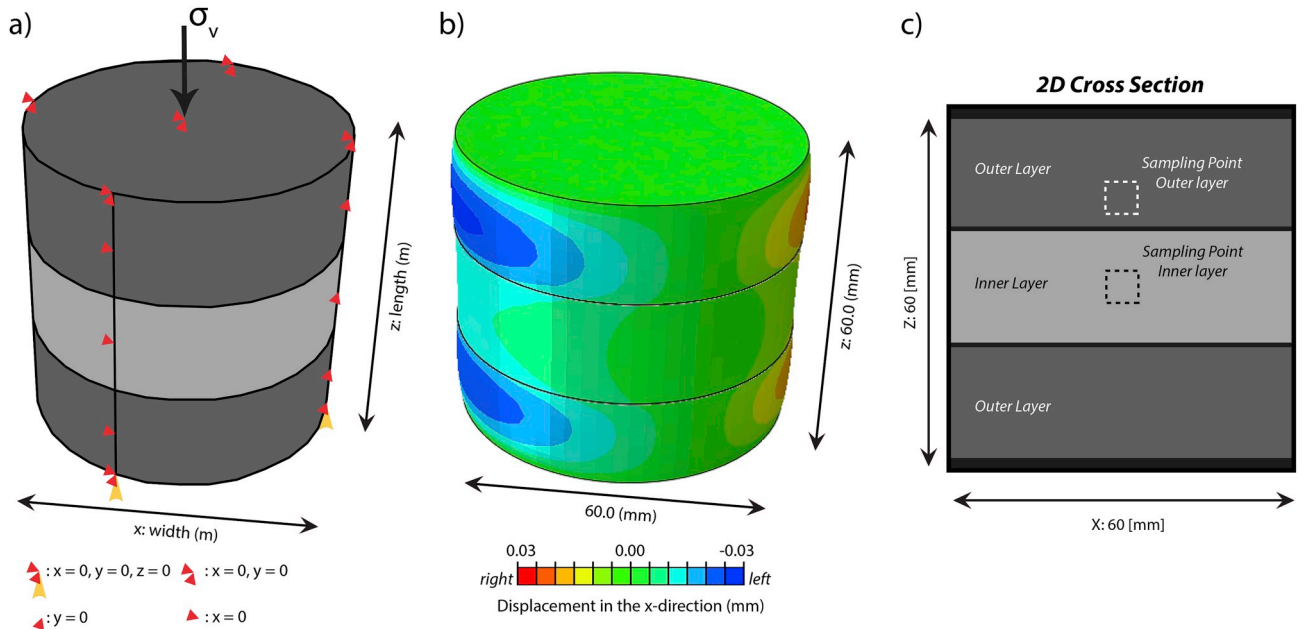 a)
σv
z: length (m)
x: width (m)
: x = 0, y = 0, z = 0
: x = 0, y = 0
: y = 0
: x = 0
b)
z: 60.0 (mm)
60.0 (mm)
0.03 0.00 -0.03
right left
Displacement in the x-direction (mm)
c)
2D Cross Section
Outer Layer
Sampling Point
Outer layer
Sampling Point
Inner layer
Inner Layer
Outer Layer
Z: 60 [mm]
X: 60 [mm]